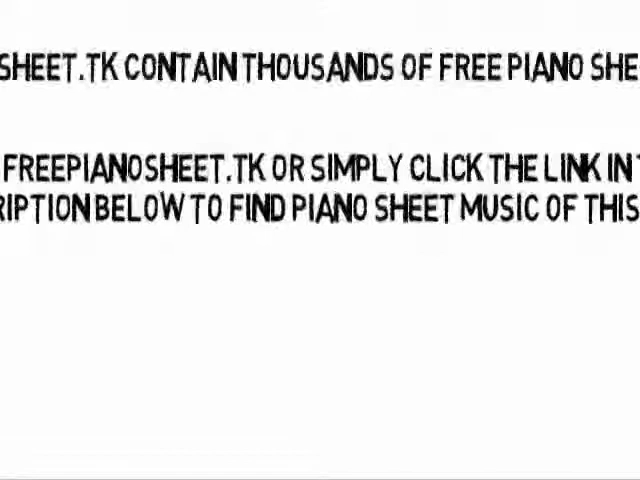 SHEET.TK CONTAIN THOUSANDS OF FREE PIANO SHE
FREEPIANOSHEET.TK OR SIMPLY CLICK THE LINK IN T
RIPTION BELOW TO FIND PIANO SHEET MUSIC OF THIS